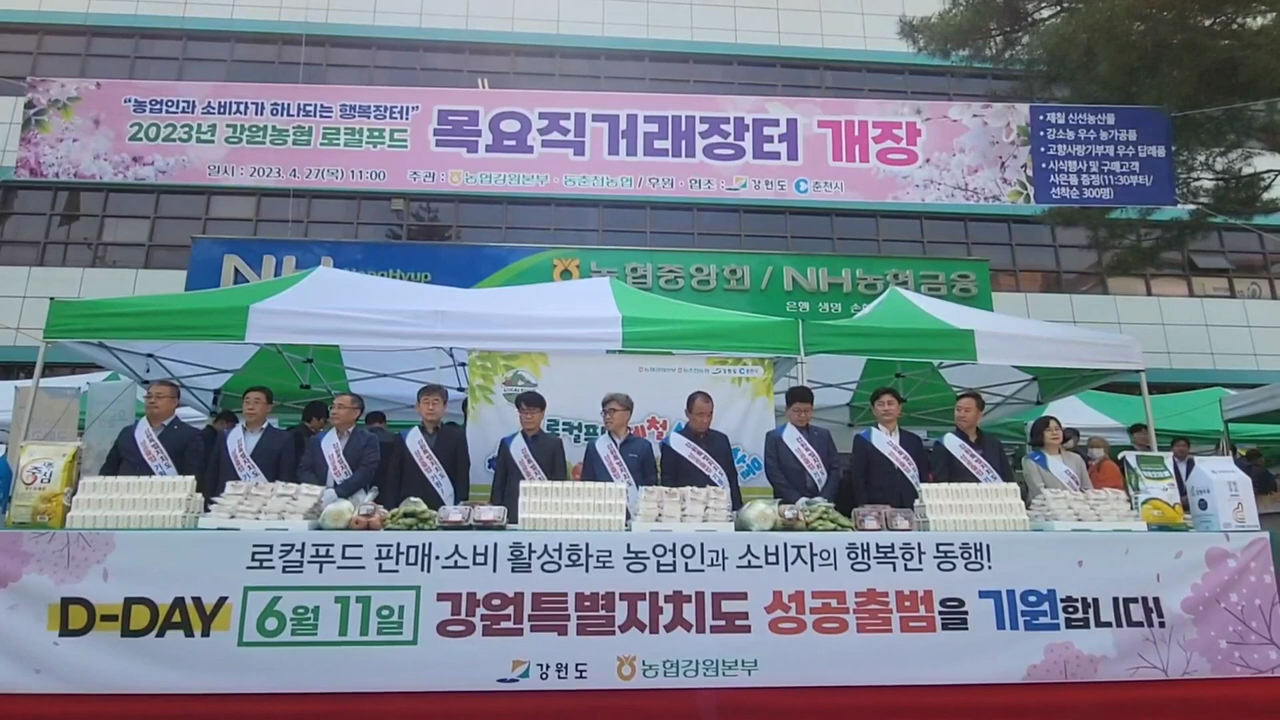 "농업인과 소비자가 하나되는 행복장터!"
2023년 강원농협 로컬푸드
목요직거래장터 개장
일시 : 2023. 4. 27(목) 11:00 주관 : 농협강원본부 · 동춘천농협 / 후원 · 협조 : 강원도 춘천시
• 제철 신선농산물
• 강소농 우수 농가공품
• 고향사랑기부제 우수 답례품
• 시식행사 및 구매고객
사은품 증정(11:30부터/
선착순 300명)
NH NongHyup
농협중앙회 / NH농협금융
은행 생명
로컬푸드 판매·소비 활성화로 농업인과 소비자의 행복한 동행!
D-DAY 6월 11일 강원특별자치도 성공출범을 기원합니다!
강원도 농협강원본부